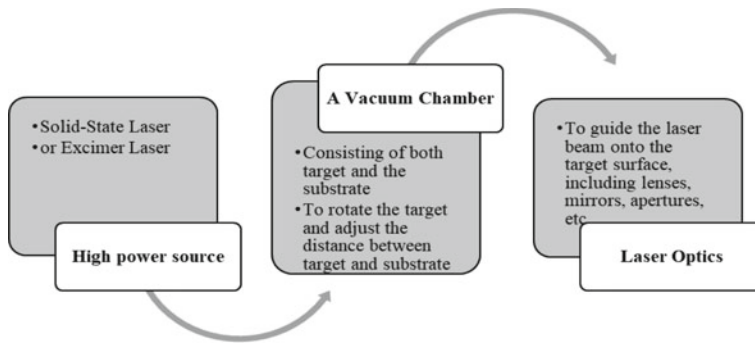 •Solid-State Laser
•or Excimer Laser
High power source
A Vacuum Chamber
•Consisting of both
target and the
substrate
•To rotate the target
and adjust the
distance between
target and substrate
•To guide the laser
beam onto the
target surface,
including lenses,
mirrors, apertures,
etc
Laser Optics